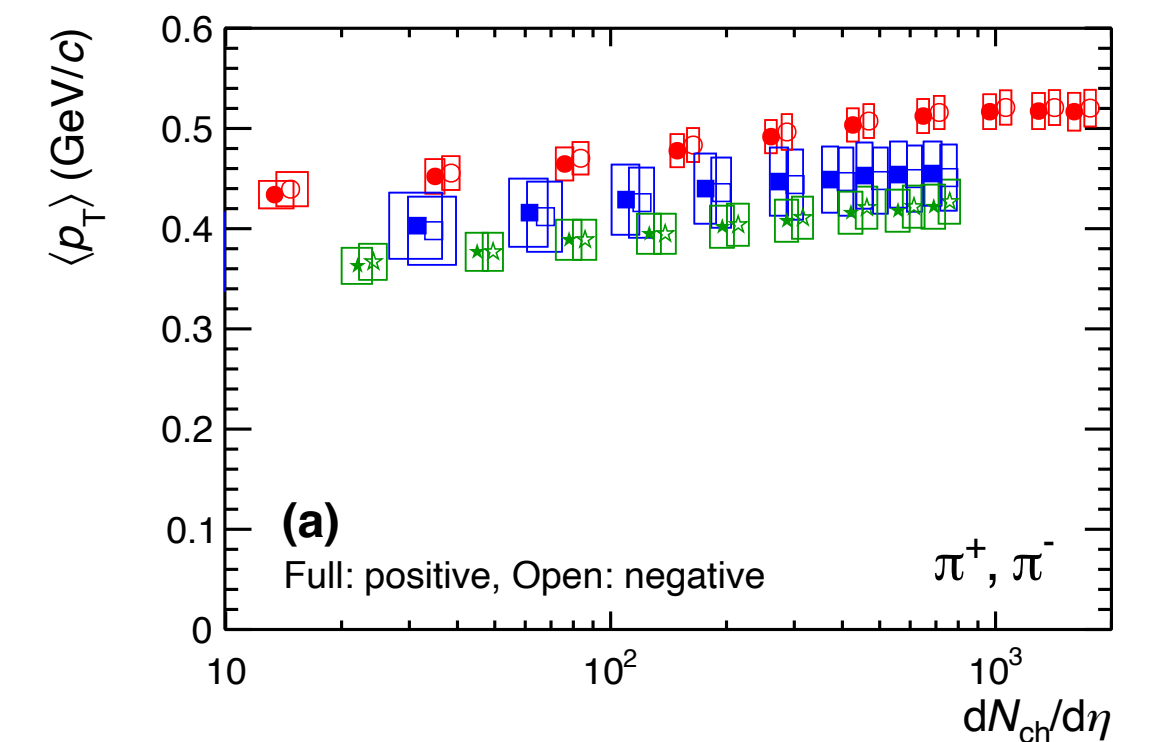 ⟨pT⟩ (GeV/c)
0.6
0.5
0.4
0.3
0.2
0.1
0
(a)
Full: positive, Open: negative
π+, π-
10
10²
10³
dNch/dη